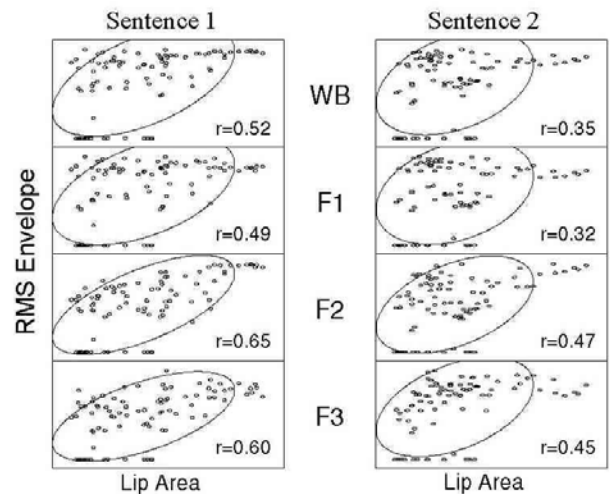 Sentence 1 Sentence 2
WB
r=0.52 r=0.35
F1
r=0.49 r=0.32
RMS Envelope
F2
r=0.65 r=0.47
F3
r=0.60 r=0.45
Lip Area Lip Area